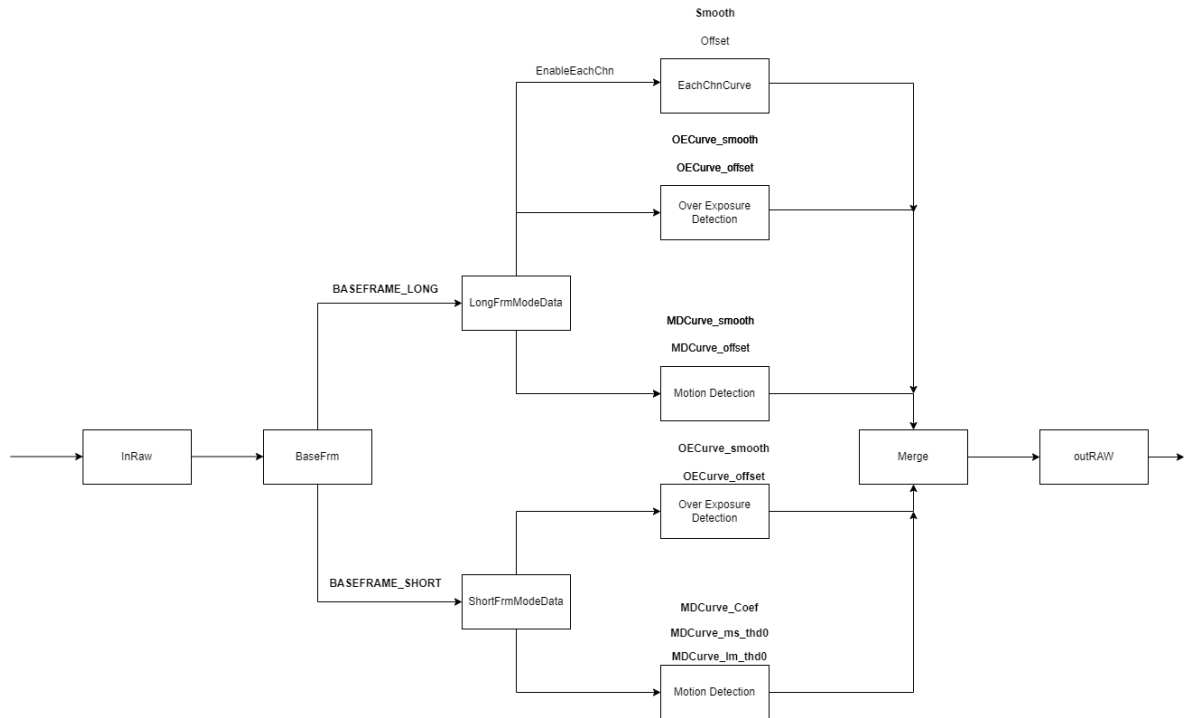 Smooth
Offset
EnableEachChn
EachChnCurve
OECurve_smooth
OECurve_offset
Over Exposure
Detection
BASEFRAME_LONG
LongFrmModeData
MDCurve_smooth
MDCurve_offset
Motion Detection
InRaw
BaseFrm
OECurve_smooth
OECurve_offset
Over Exposure
Detection
Merge
outRAW
BASEFRAME_SHORT
ShortFrmModeData
MDCurve_Coef
MDCurve_ms_thd0
MDCurve_lm_thd0
Motion Detection